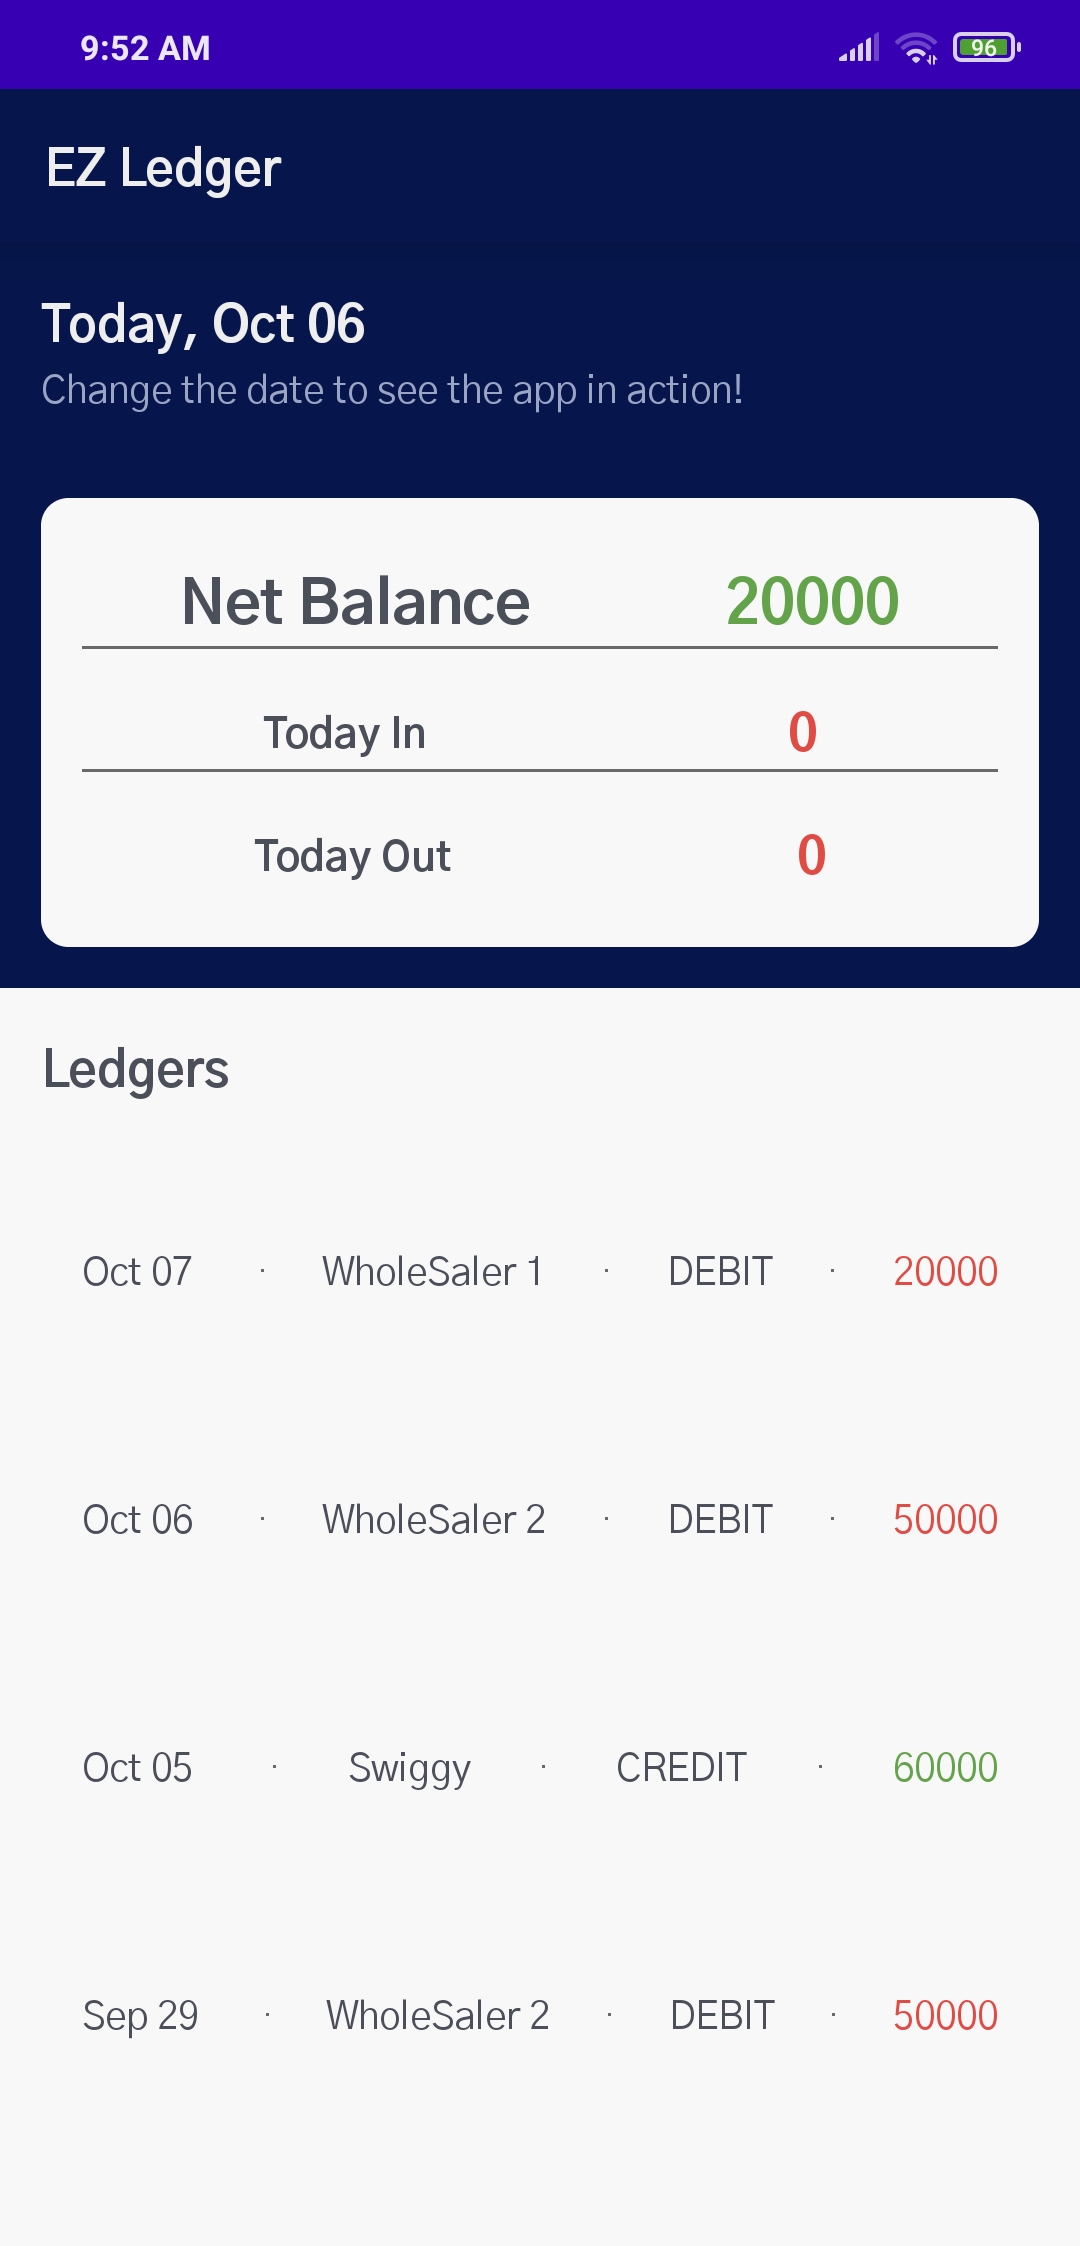 9:52 AM 96
EZ Ledger
Today, Oct 06
Change the date to see the app in action!
Net Balance 20000
Today In 0
Today Out 0
Ledgers
Oct 07 · WholeSaler 1 · DEBIT · 20000
Oct 06 · WholeSaler 2 · DEBIT · 50000
Oct 05 · Swiggy · CREDIT · 60000
Sep 29 · WholeSaler 2 · DEBIT · 50000